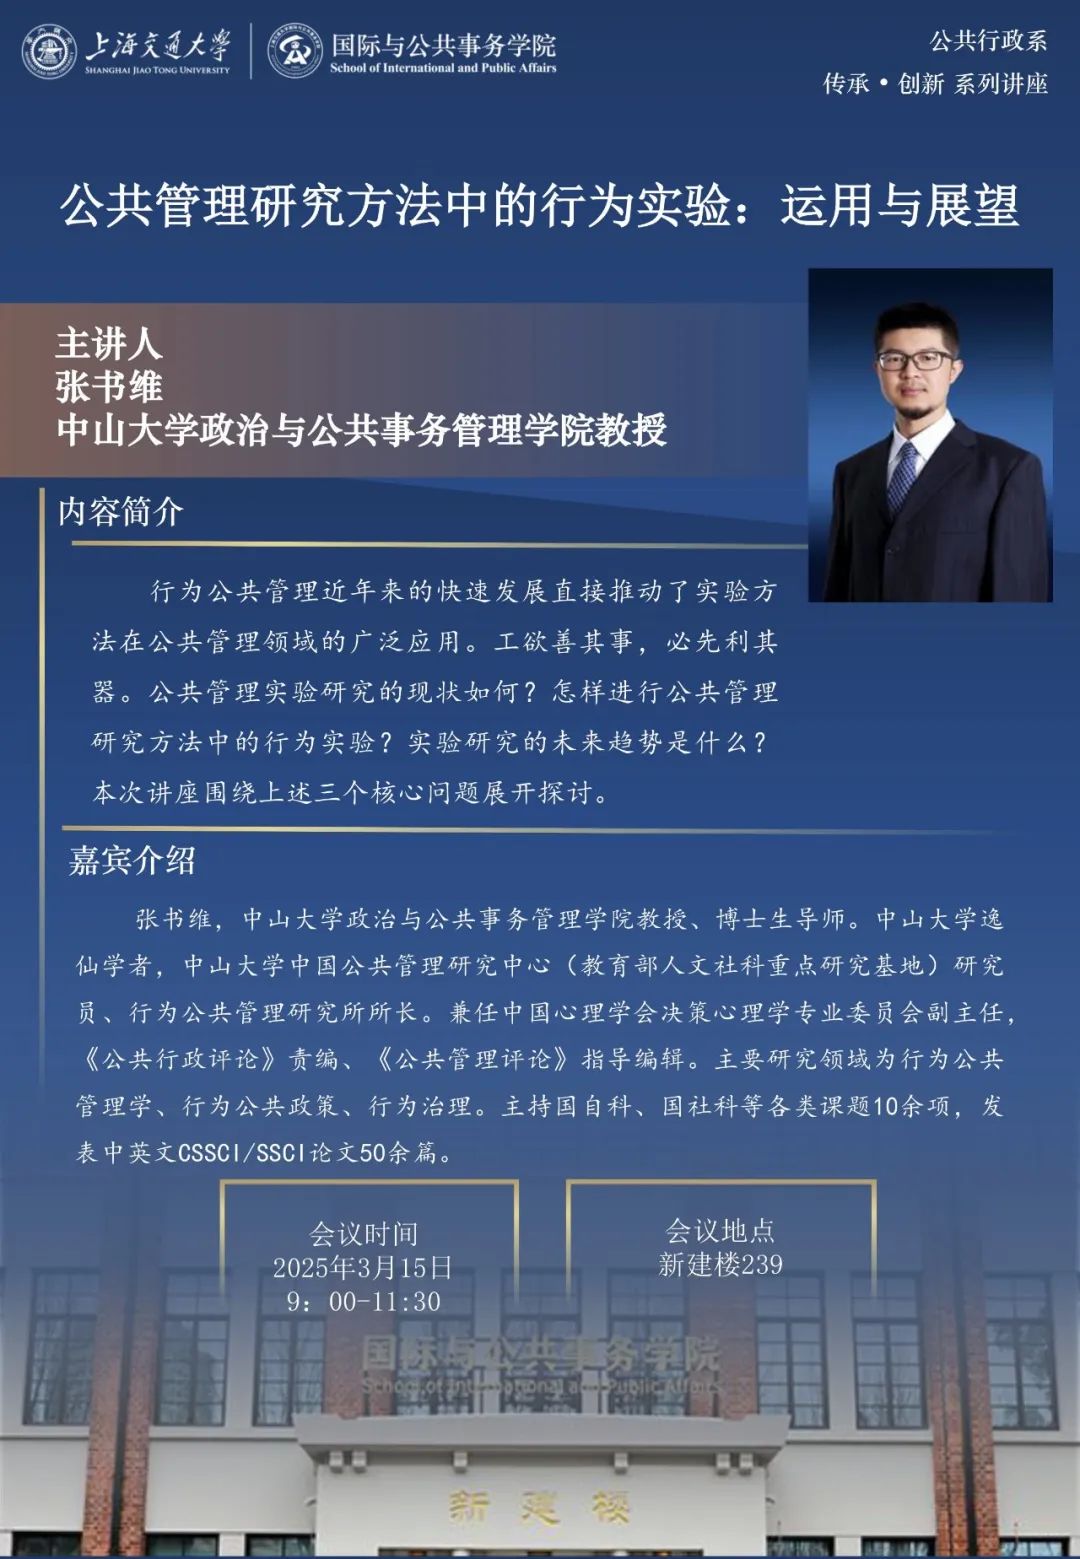 上海交通大学
SHANGHAI JIAO TONG UNIVERSITY
国际与公共事务学院
School of International and Public Affairs
公共行政系
传承·创新 系列讲座
公共管理研究方法中的行为实验：运用与展望
主讲人
张书维
中山大学政治与公共事务管理学院教授
内容简介
行为公共管理近年来的快速发展直接推动了实验方
法在公共管理领域的广泛应用。工欲善其事，必先利其
器。公共管理实验研究的现状如何？怎样进行公共管理
研究方法中的行为实验？实验研究的未来趋势是什么？
本次讲座围绕上述三个核心问题展开探讨。
嘉宾介绍
张书维，中山大学政治与公共事务管理学院教授、博士生导师。中山大学逸
仙学者，中山大学中国公共管理研究中心（教育部人文社科重点研究基地）研究
员、行为公共管理研究所所长。兼任中国心理学会决策心理学专业委员会副主任，
《公共行政评论》责编、《公共管理评论》指导编辑。主要研究领域为行为公共
管理学、行为公共政策、行为治理。主持国自科、国社科等各类课题10余项，发
表中英文CSSCI/SSCI论文50余篇。
会议时间
2025年3月15日
9：00-11:30
会议地点
新建楼239
国际与公共事务学院
School of International and Public Affairs
新建楼